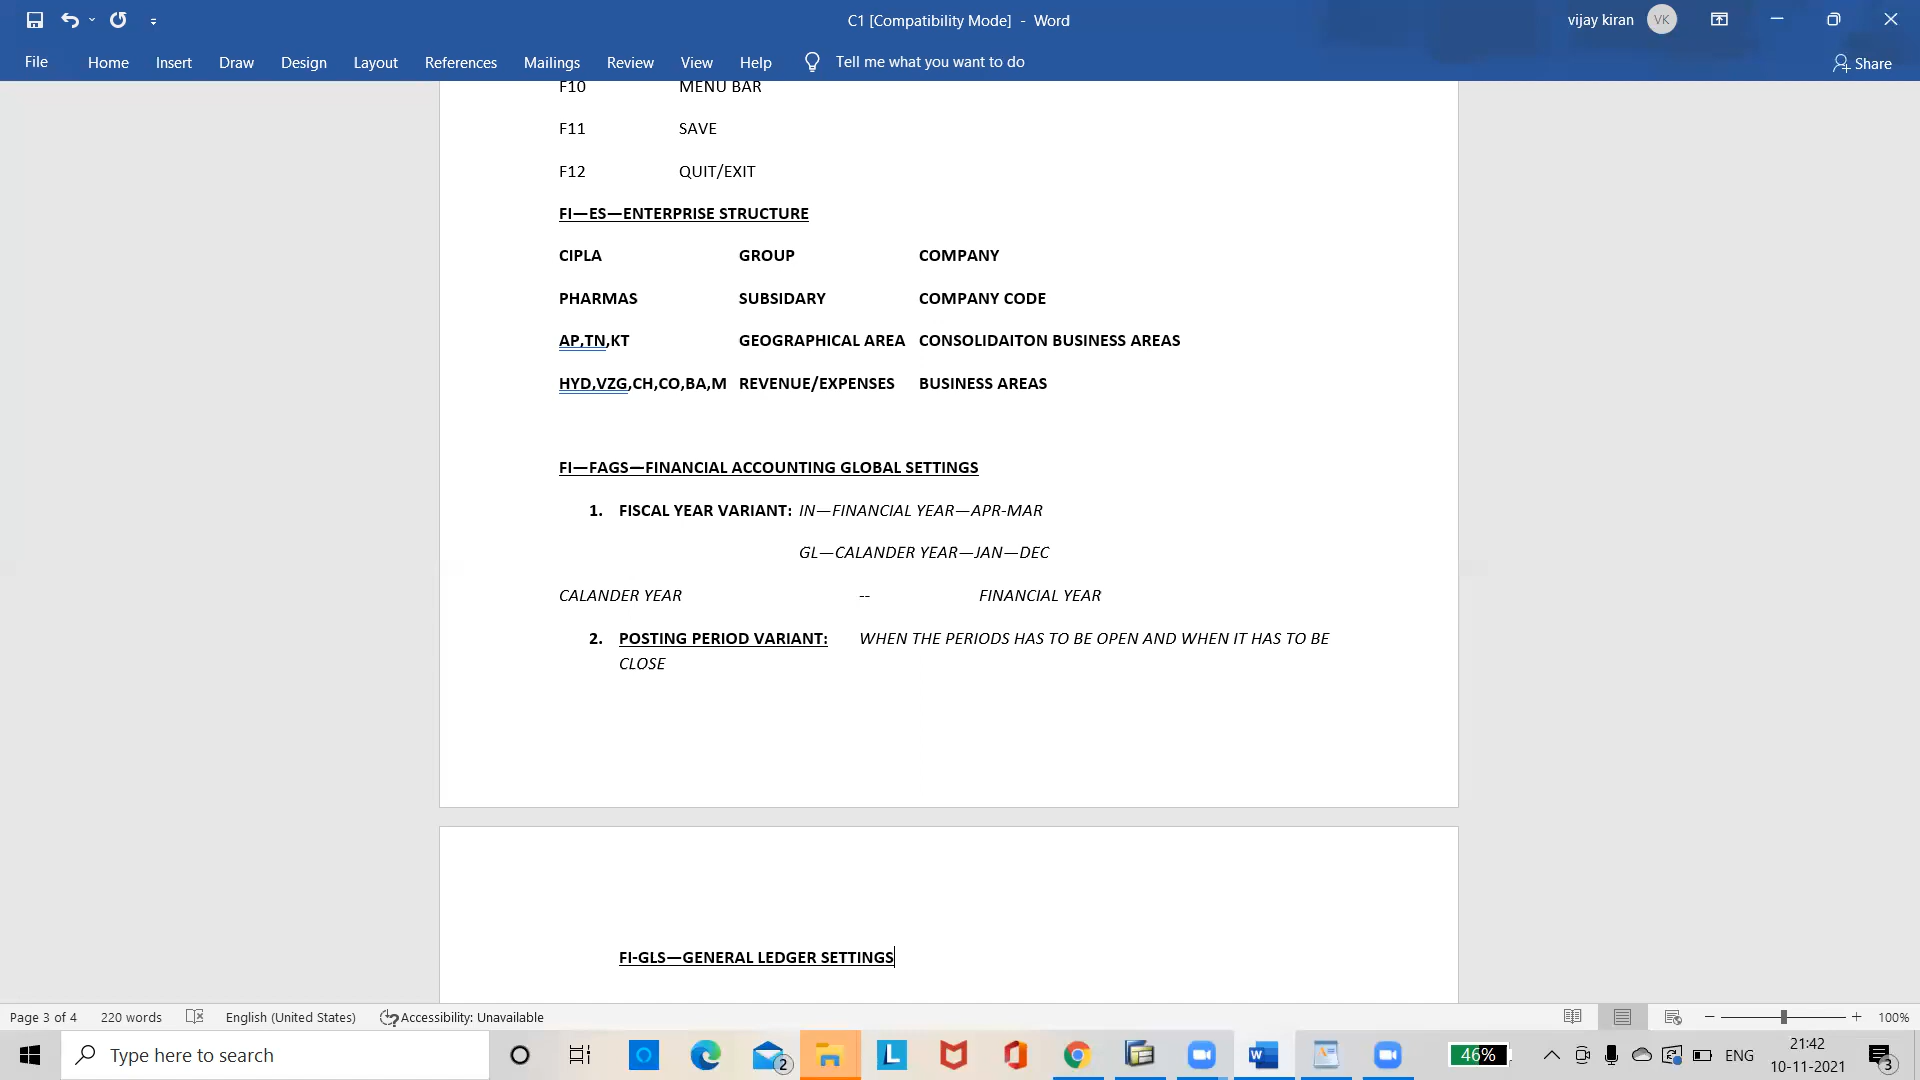 C1 [Compatibility Mode] - Word
vijay kiran VK
File Home Insert Draw Design Layout References Mailings Review View Help Tell me what you want to do Share
F10 MENU BAR
F11 SAVE
F12 QUIT/EXIT
FI—ES—ENTERPRISE STRUCTURE
CIPLA GROUP COMPANY
PHARMAS SUBSIDARY COMPANY CODE
AP,TN,KT GEOGRAPHICAL AREA CONSOLIDAITON BUSINESS AREAS
HYD,VZG,CH,CO,BA,M REVENUE/EXPENSES BUSINESS AREAS
FI—FAGS—FINANCIAL ACCOUNTING GLOBAL SETTINGS
1. FISCAL YEAR VARIANT: IN—FINANCIAL YEAR—APR-MAR
GL—CALANDER YEAR—JAN—DEC
CALANDER YEAR -- FINANCIAL YEAR
2. POSTING PERIOD VARIANT: WHEN THE PERIODS HAS TO BE OPEN AND WHEN IT HAS TO BE
CLOSE
FI-GLS—GENERAL LEDGER SETTINGS
Page 3 of 4 220 words English (United States) Accessibility: Unavailable 100%
Type here to search 2 L 46% ENG 21:42
10-11-2021 3